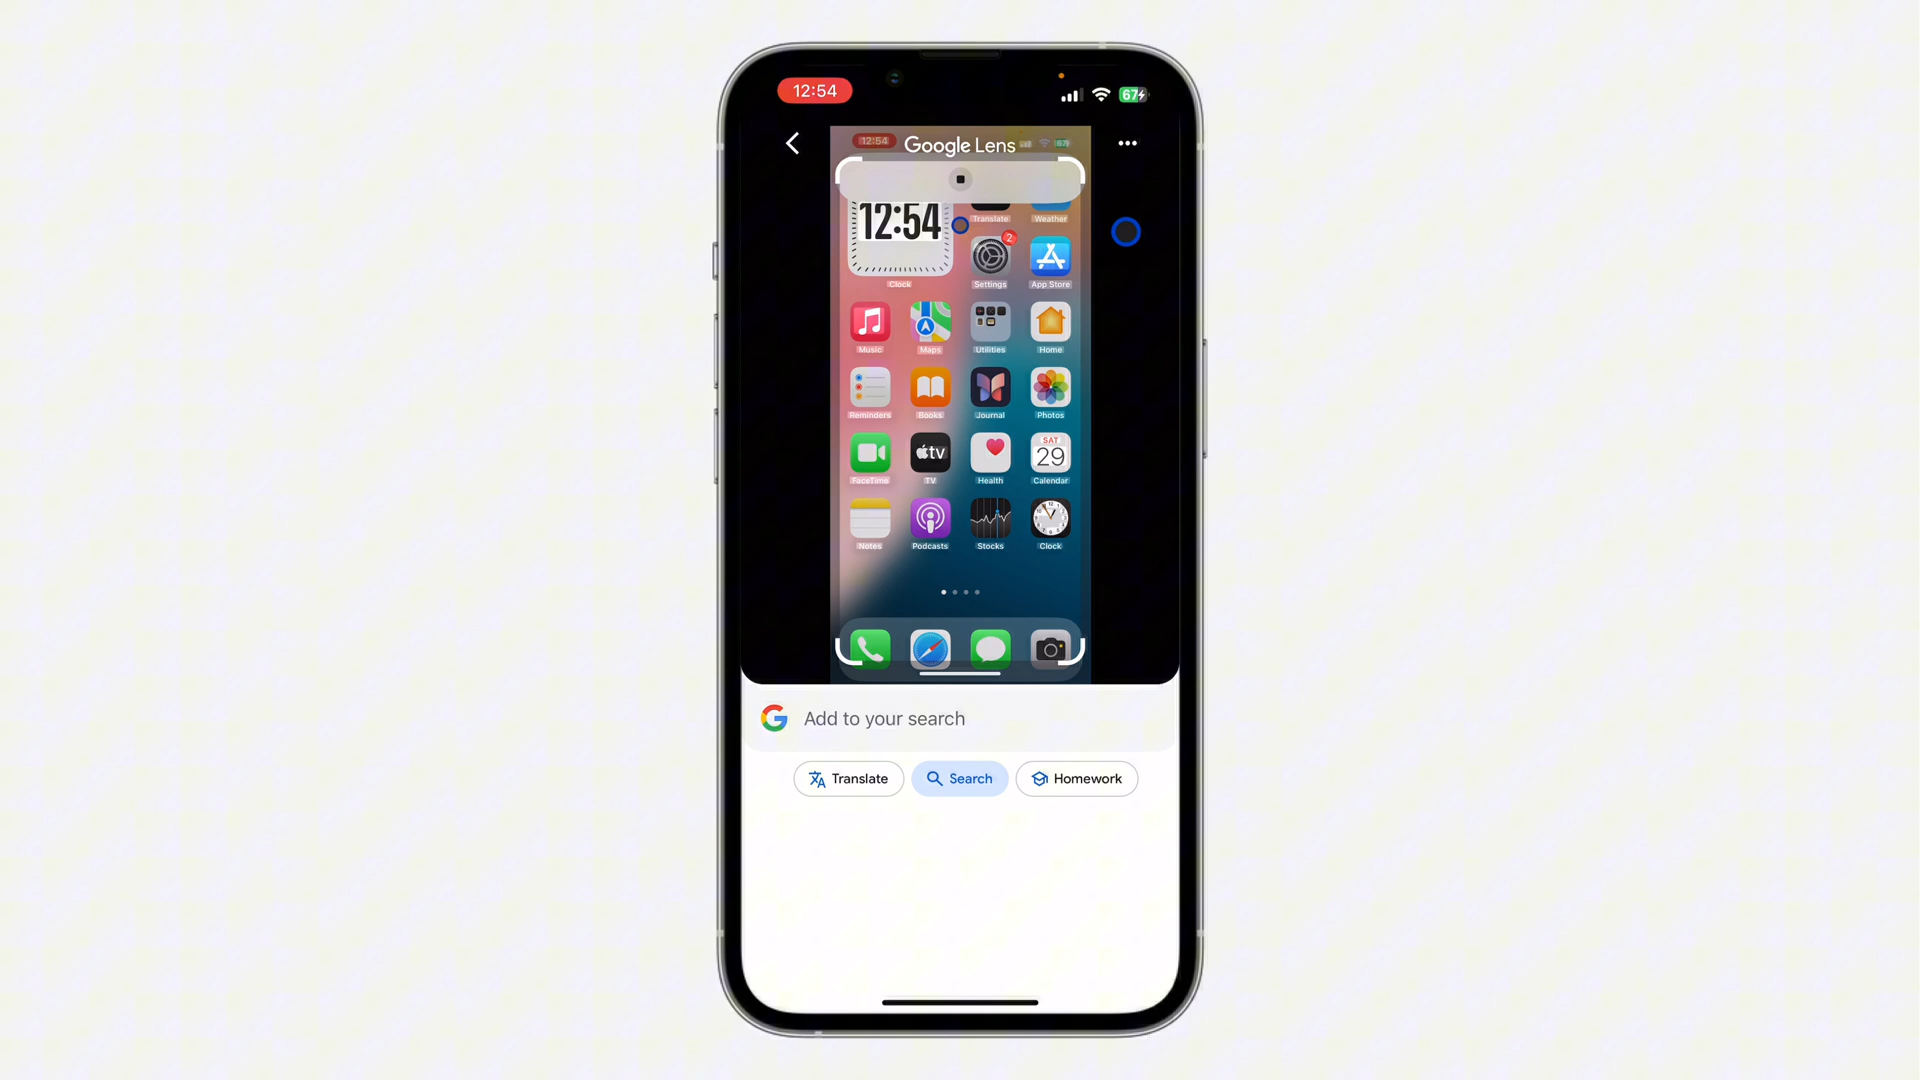 12:54
67
12:54
Google Lens
67
12:54
Translate
Weather
2
Clock
Settings
App Store
Music
Maps
Utilities
Home
Reminders
Books
Journal
Photos
tv
SAT
29
FaceTime
TV
Health
Calendar
Notes
Podcasts
Stocks
Clock
Add to your search
Translate
Search
Homework